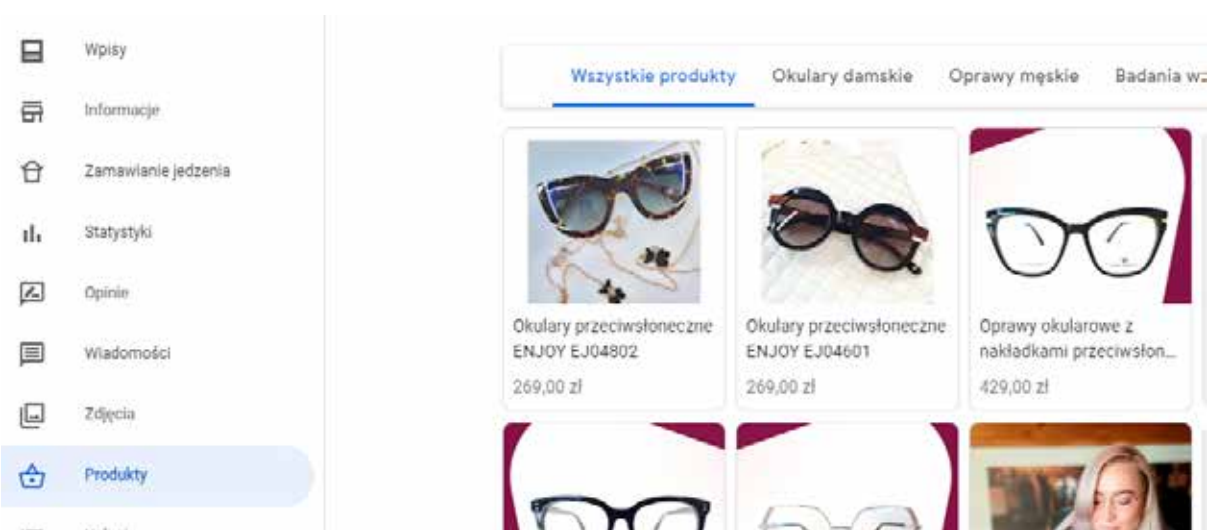 Wpisy
Informacje
Zamawianie jedzenia
Statystyki
Opinie
Wiadomości
Zdjęcia
Produkty
Wszystkie produkty Okulary damskie Oprawy męskie Badania
Okulary przeciwsłoneczne
ENJOY EJ04802
269,00 zł
Okulary przeciwsłoneczne
ENJOY EJ04601
269,00 zł
Oprawy okularowe z
nakładkami przeciwsłon...
429,00 zł